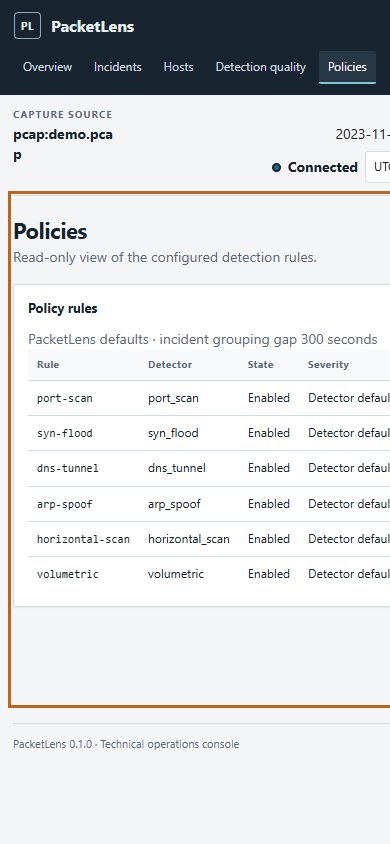 PL PacketLens
Overview Incidents Hosts Detection quality Policies
CAPTURE SOURCE
pcap:demo.pca
p
2023-11-
Connected UTC
Policies
Read-only view of the configured detection rules.
Policy rules
PacketLens defaults · incident grouping gap 300 seconds
Rule Detector State Severity
port-scan port_scan Enabled Detector defaul
syn-flood syn_flood Enabled Detector defaul
dns-tunnel dns_tunnel Enabled Detector defaul
arp-spoof arp_spoof Enabled Detector defaul
horizontal-scan horizontal_scan Enabled Detector defaul
volumetric volumetric Enabled Detector defaul
PacketLens 0.1.0 · Technical operations console